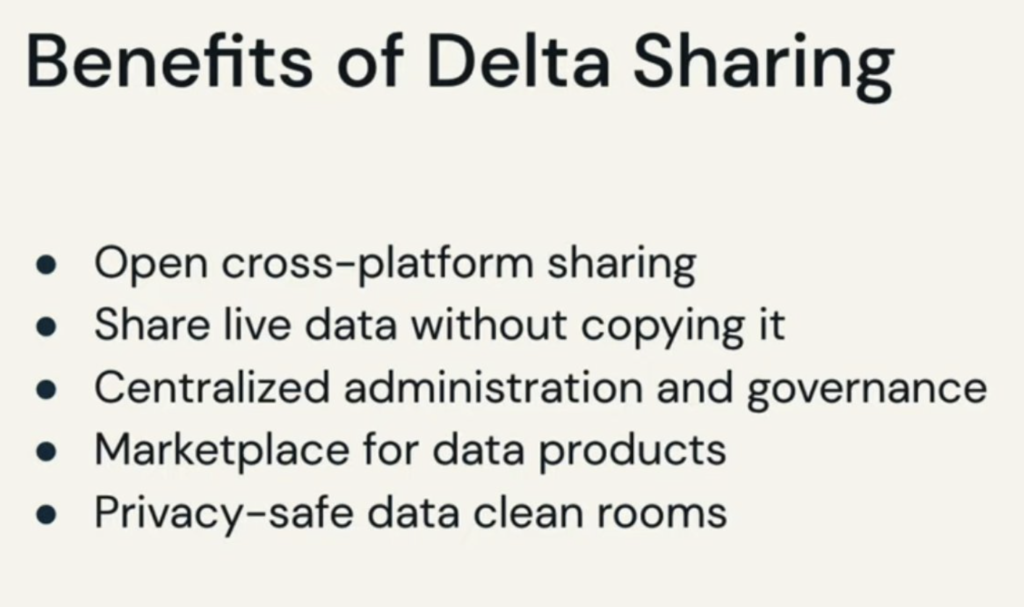 Benefits of Delta Sharing
● Open cross-platform sharing
● Share live data without copying it
● Centralized administration and governance
● Marketplace for data products
● Privacy-safe data clean rooms